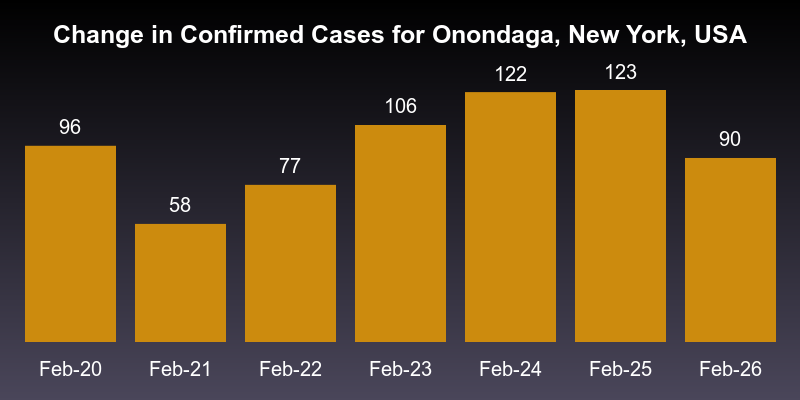 Change in Confirmed Cases for Onondaga, New York, USA
96
58
77
106
122
123
90
Feb-20
Feb-21
Feb-22
Feb-23
Feb-24
Feb-25
Feb-26